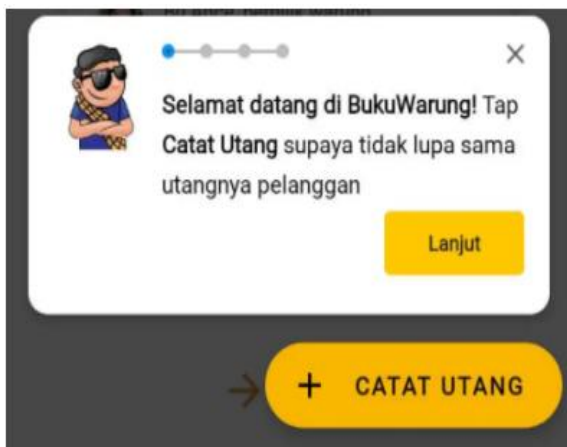 Selamat datang di BukuWarung! Tap
Catat Utang supaya tidak lupa sama
utangnya pelanggan
Lanjut
+ CATAT UTANG